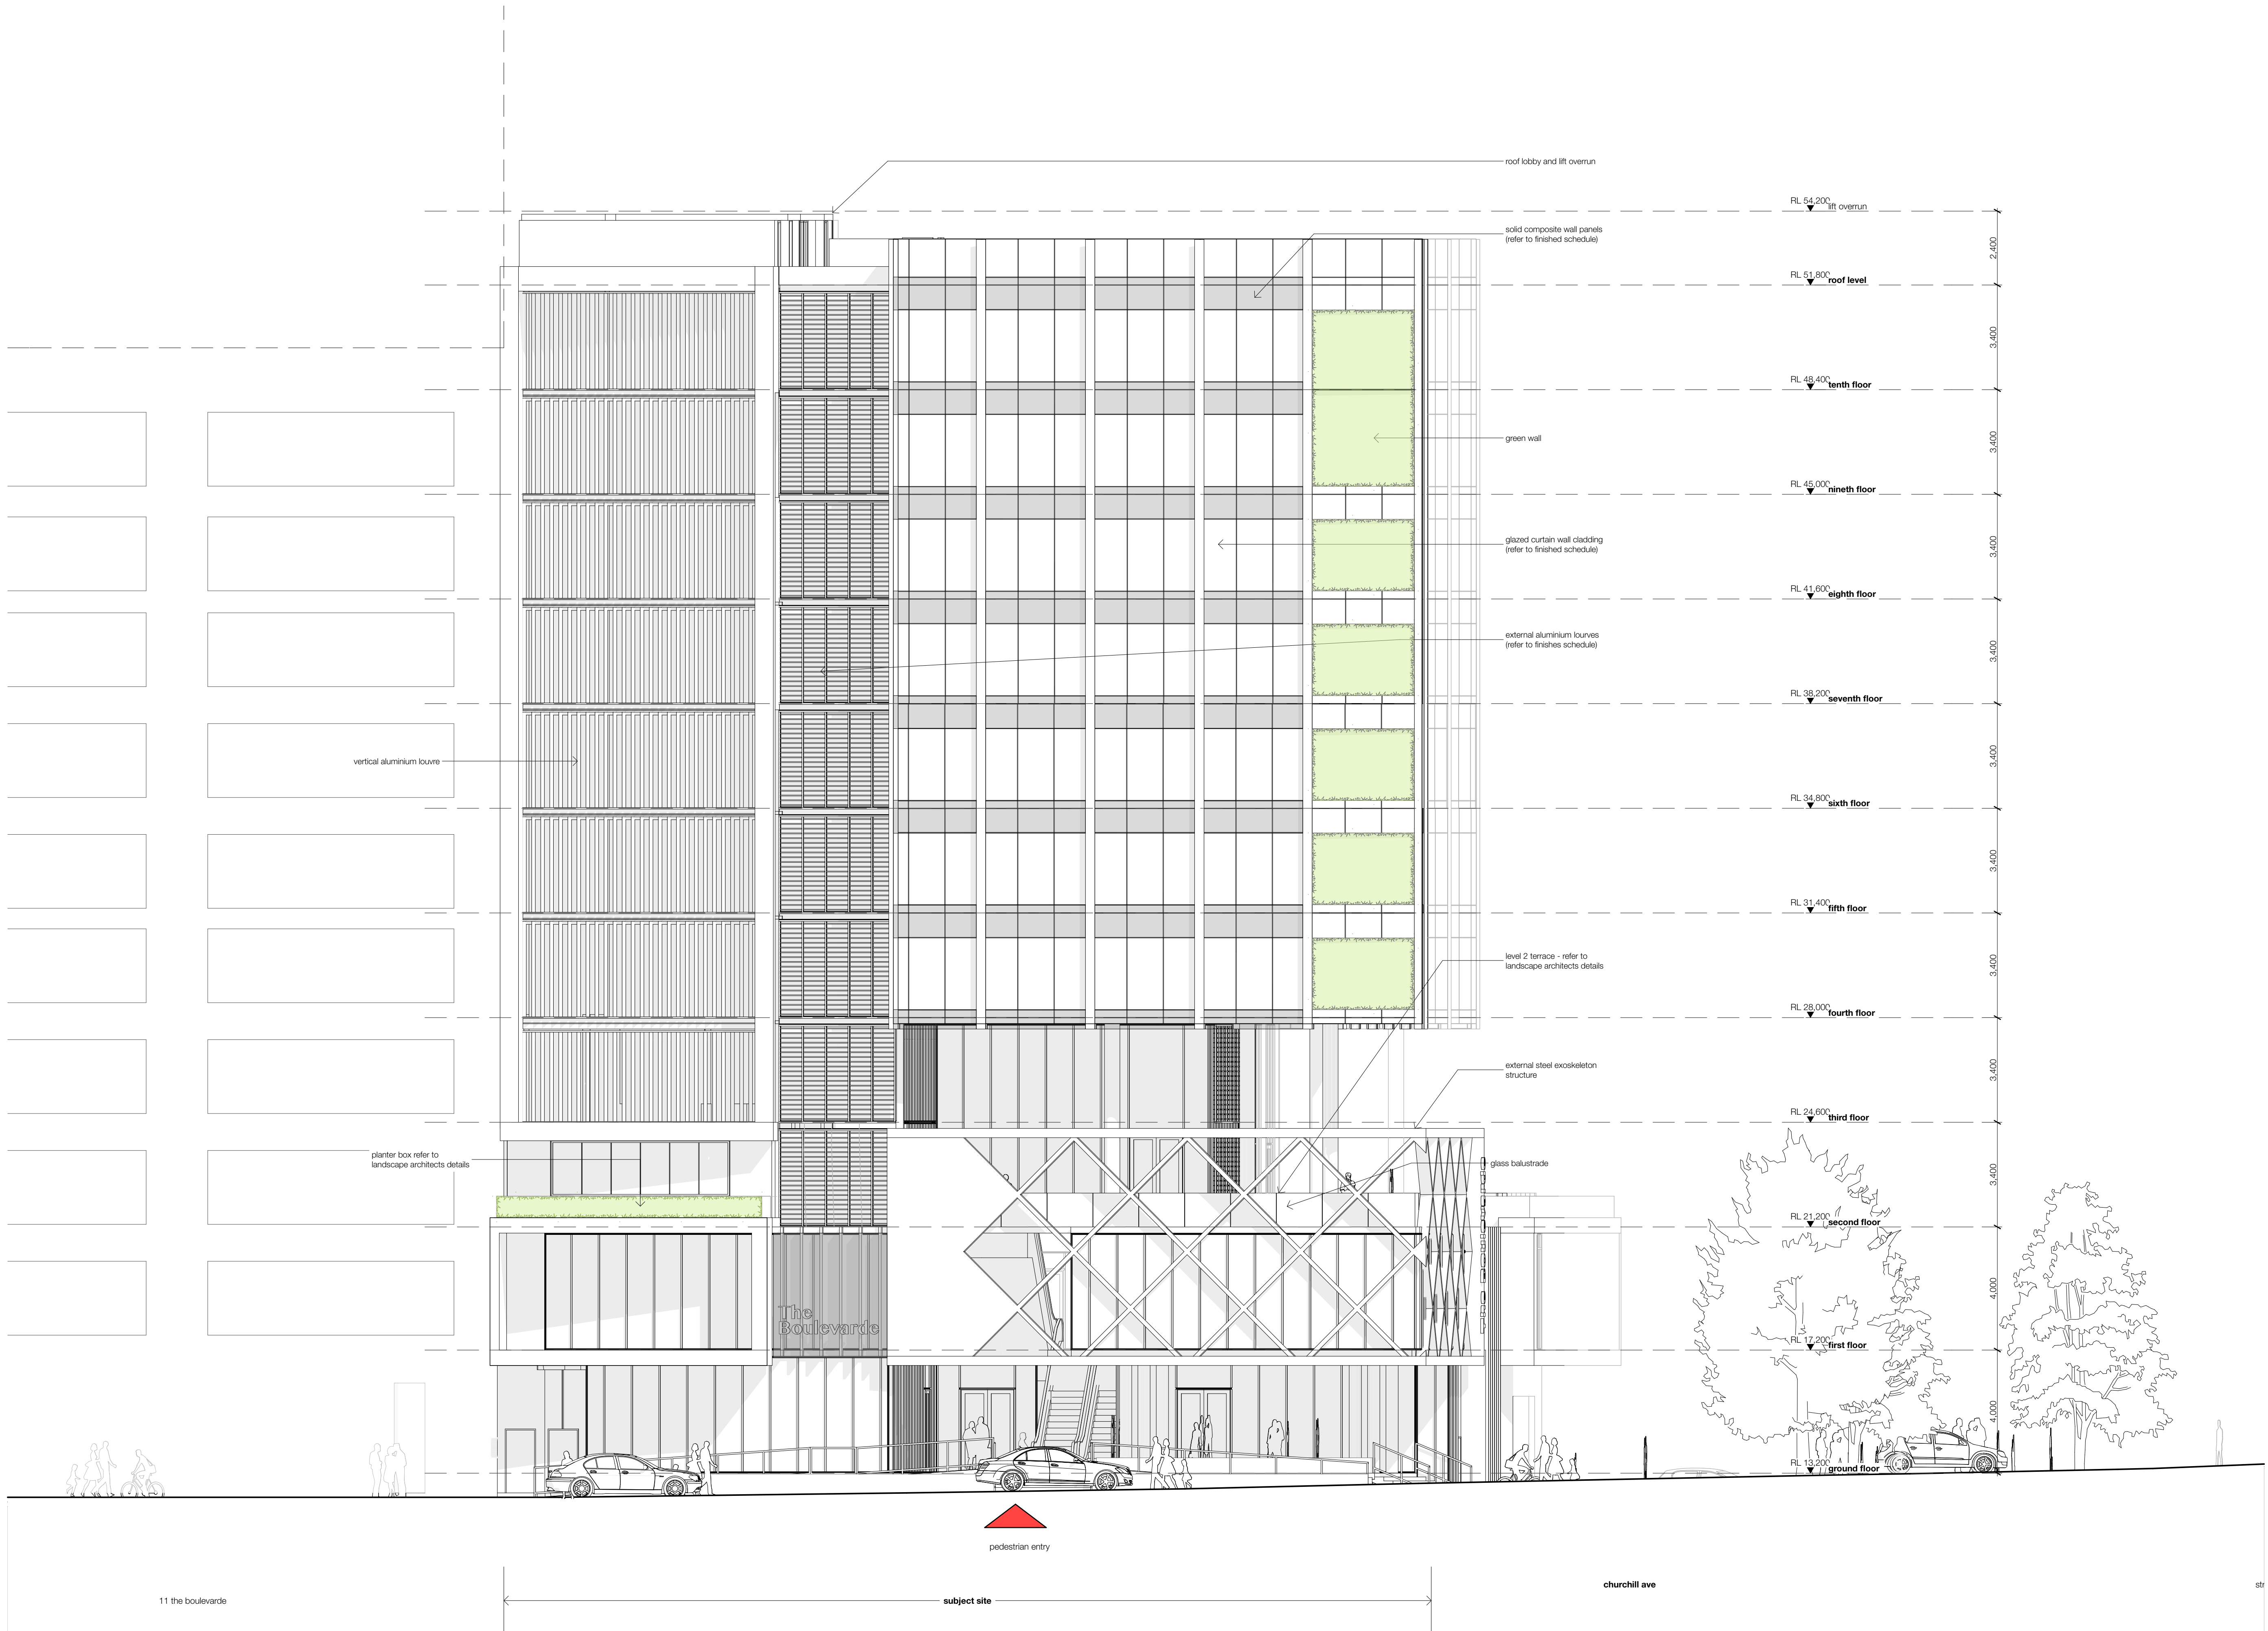 roof lobby and lift overrun
RL 54,200
lift overrun
solid composite wall panels
(refer to finished schedule)
2,400
RL 51,800
roof level
3,400
RL 48,400
tenth floor
green wall
3,400
RL 45,000
nineth floor
glazed curtain wall cladding
(refer to finished schedule)
3,400
RL 41,600
eighth floor
external aluminium lourves
(refer to finishes schedule)
3,400
RL 38,200
seventh floor
vertical aluminium louvre
3,400
RL 34,800
sixth floor
3,400
RL 31,400
fifth floor
level 2 terrace - refer to
landscape architects details
3,400
RL 28,000
fourth floor
external steel exoskeleton
structure
3,400
RL 24,600
third floor
planter box refer to
landscape architects details
glass balustrade
3,400
RL 21,200
second floor
The
Boulevarde
4,000
RL 17,200
first floor
4,000
RL 13,200
ground floor
pedestrian entry
churchill ave
str
11 the boulevarde
subject site